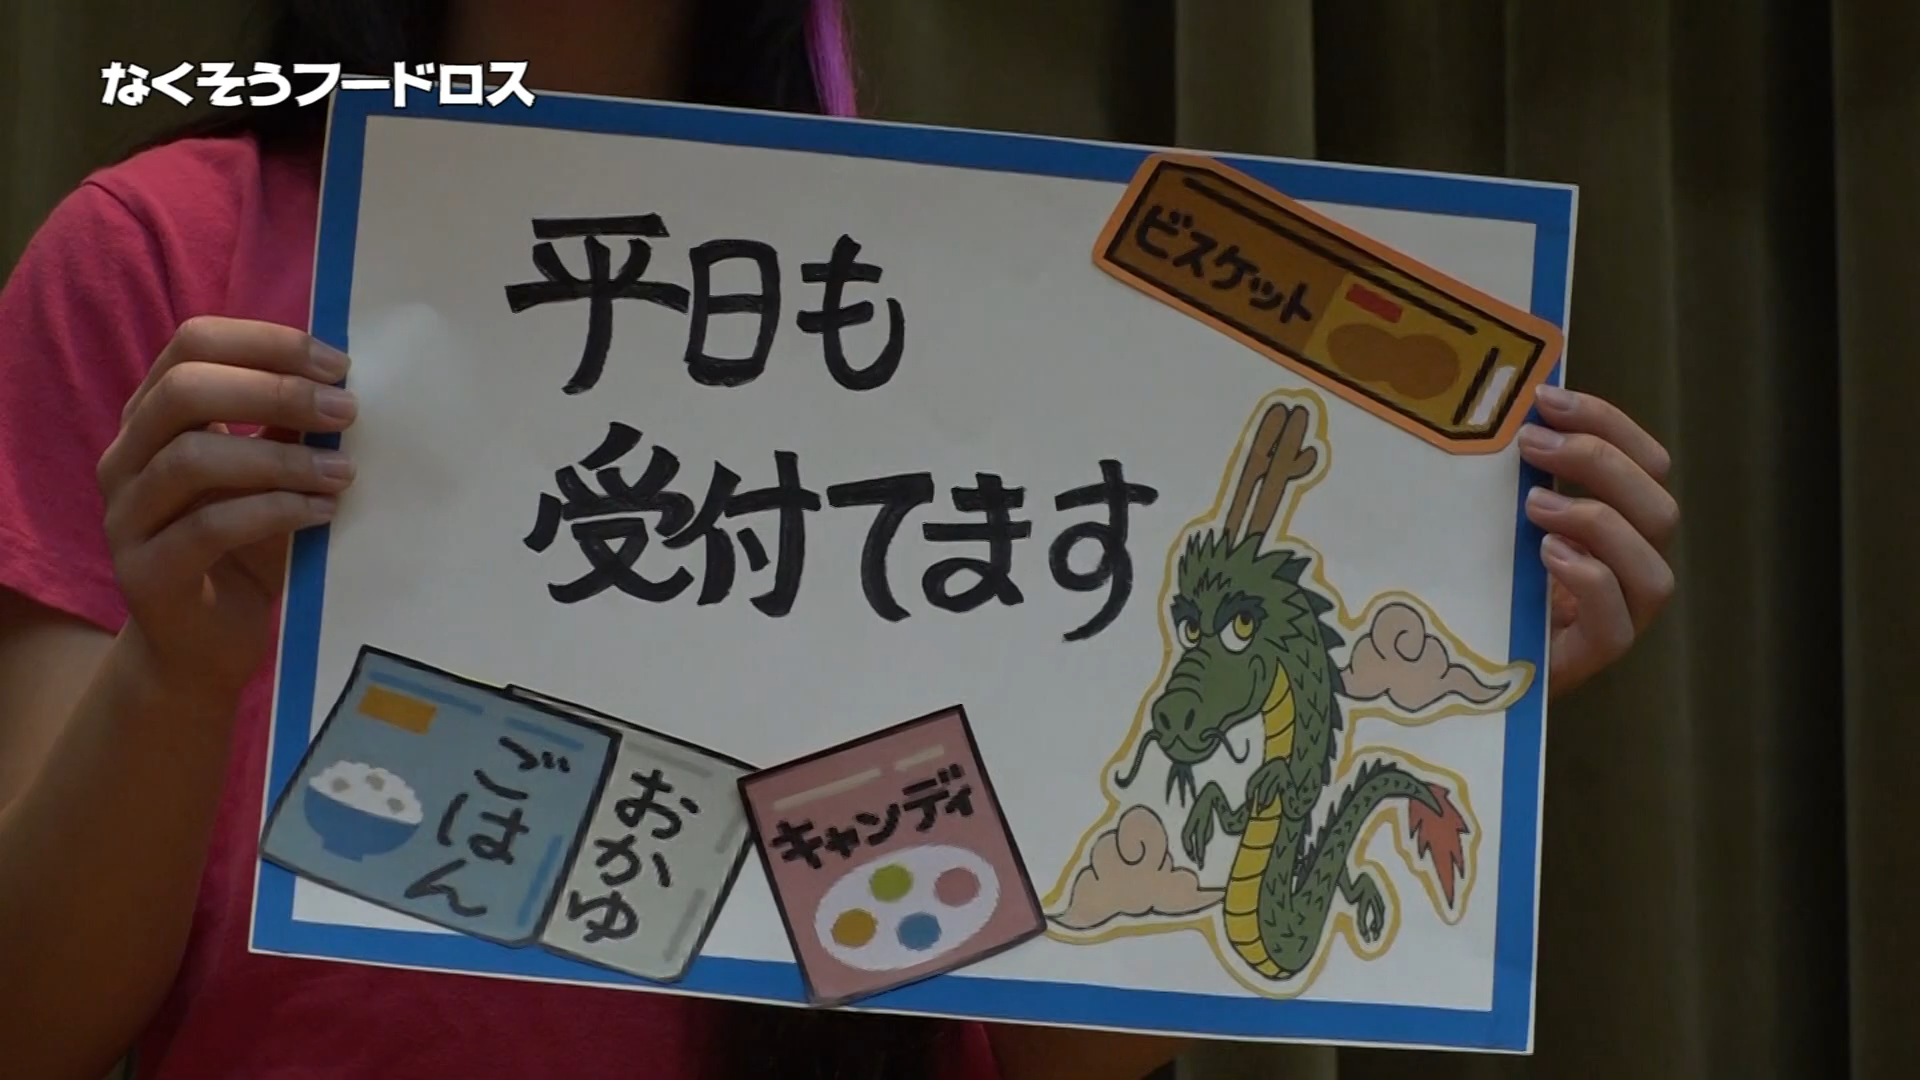 なくそうフードロス
平日も
受付てます
ビスケット
ごはん
おかゆ
キャンディ